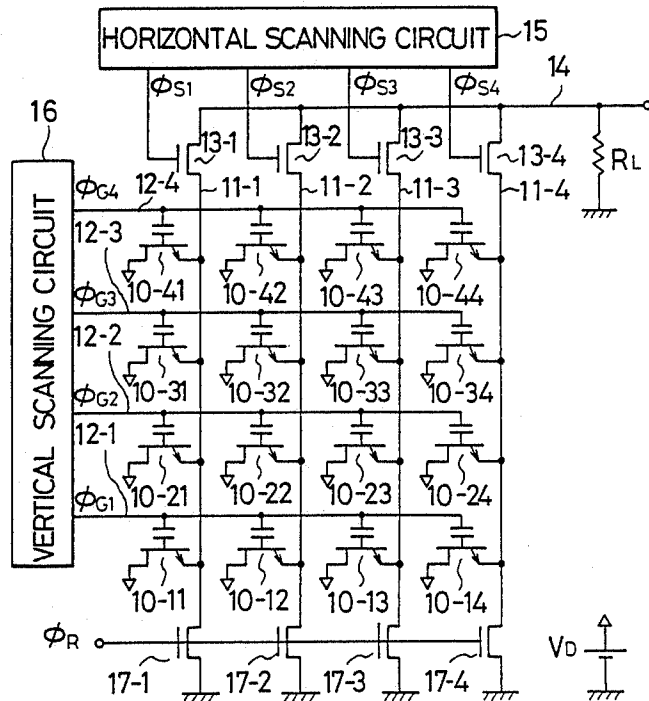 HORIZONTAL SCANNING CIRCUIT
15
ϕS1 ϕS2 ϕS3 ϕS4
14
16
13-1 13-2 13-3 13-4
RL
ϕG4 12-4
11-1 11-2 11-3 11-4
VERTICAL SCANNING CIRCUIT
12-3
10-41 10-42 10-43 10-44
ϕG3
12-2
10-31 10-32 10-33 10-34
ϕG2
12-1
10-21 10-22 10-23 10-24
ϕG1
10-11 10-12 10-13 10-14
ϕR
VD
17-1 17-2 17-3 17-4